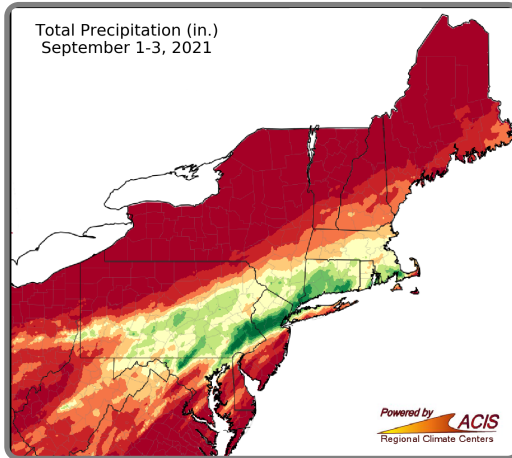 Total Precipitation (in.)
September 1-3, 2021
Powered by
ACIS
Regional Climate Centers